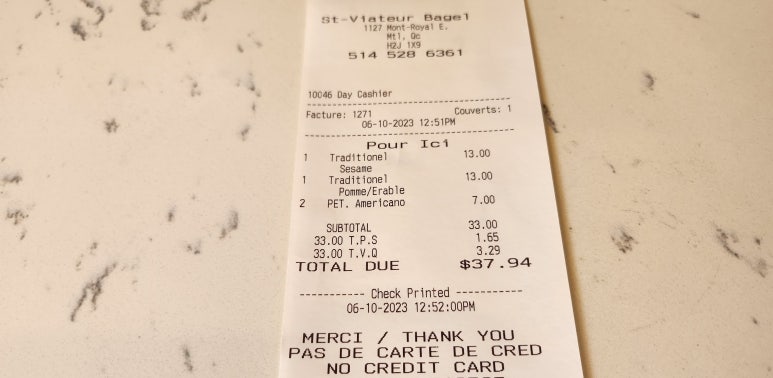 St-Viateur Bagel
1127 Mont-Royal E.
Mtl, Qc
H2J 1X9
514 528 6361
10046 Day Cashier
Facture: 1271 Couverts: 1
06-10-2023 12:51PM
Pour Ici
1 Traditionel 13.00
Sesame
1 Traditionel 13.00
Pomme/Erable
2 PET. Americano 7.00
SUBTOTAL 33.00
33.00 T.P.S 1.65
33.00 T.V.Q 3.29
TOTAL DUE $37.94
----------- Check Printed -----------
06-10-2023 12:52:00PM
MERCI / THANK YOU
PAS DE CARTE DE CRED
NO CREDIT CARD